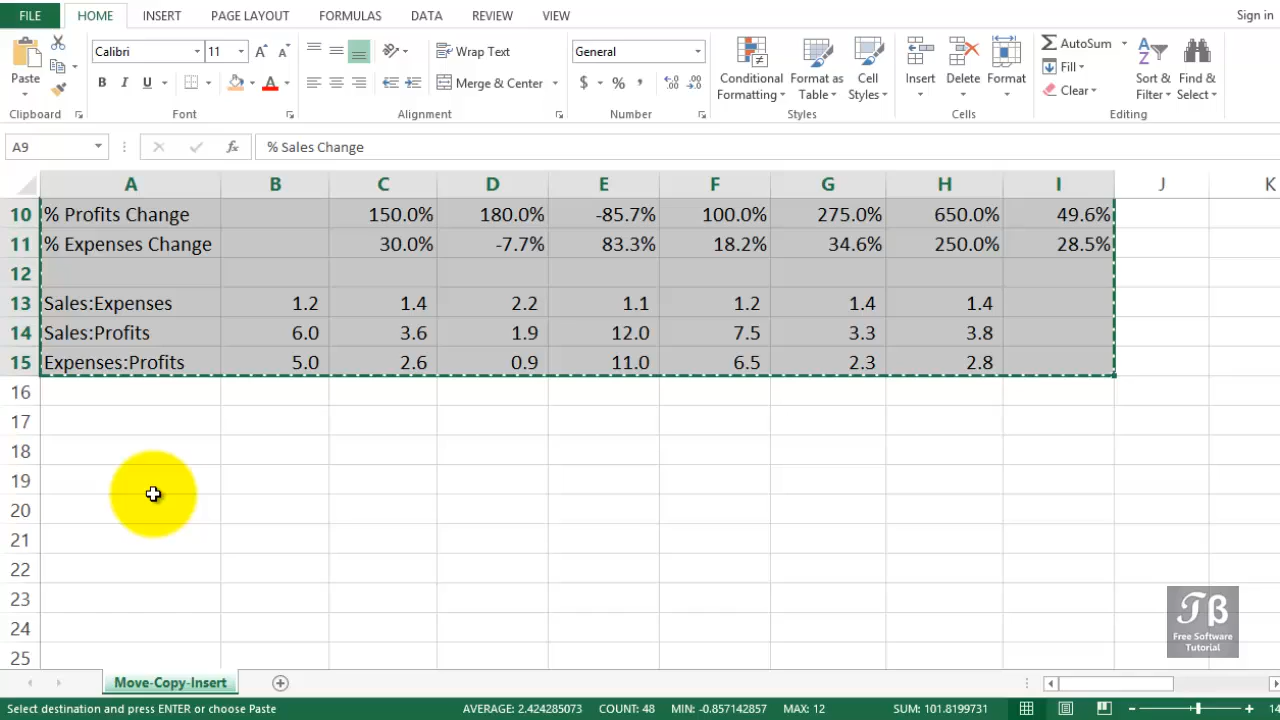 FILE HOME INSERT PAGE LAYOUT FORMULAS DATA REVIEW VIEW Sign in
Calibri 11 Wrap Text General AutoSum
Paste B I U Merge & Center $ % Conditional Formatting Format as Table Cell Styles Insert Delete Format Fill Clear Sort & Filter Find & Select
Clipboard Font Alignment Number Styles Cells Editing
A9 fx % Sales Change
A B C D E F G H I J K
10 % Profits Change 150.0% 180.0% -85.7% 100.0% 275.0% 650.0% 49.6%
11 % Expenses Change 30.0% -7.7% 83.3% 18.2% 34.6% 250.0% 28.5%
12
13 Sales:Expenses 1.2 1.4 2.2 1.1 1.2 1.4 1.4
14 Sales:Profits 6.0 3.6 1.9 12.0 7.5 3.3 3.8
15 Expenses:Profits 5.0 2.6 0.9 11.0 6.5 2.3 2.8
16
17
18
19
20
21
22
23
24
25
Tβ
Free Software
Tutorial
Move-Copy-Insert
Select destination and press ENTER or choose Paste AVERAGE: 2.424285073 COUNT: 48 MIN: -0.857142857 MAX: 12 SUM: 101.8199731 14